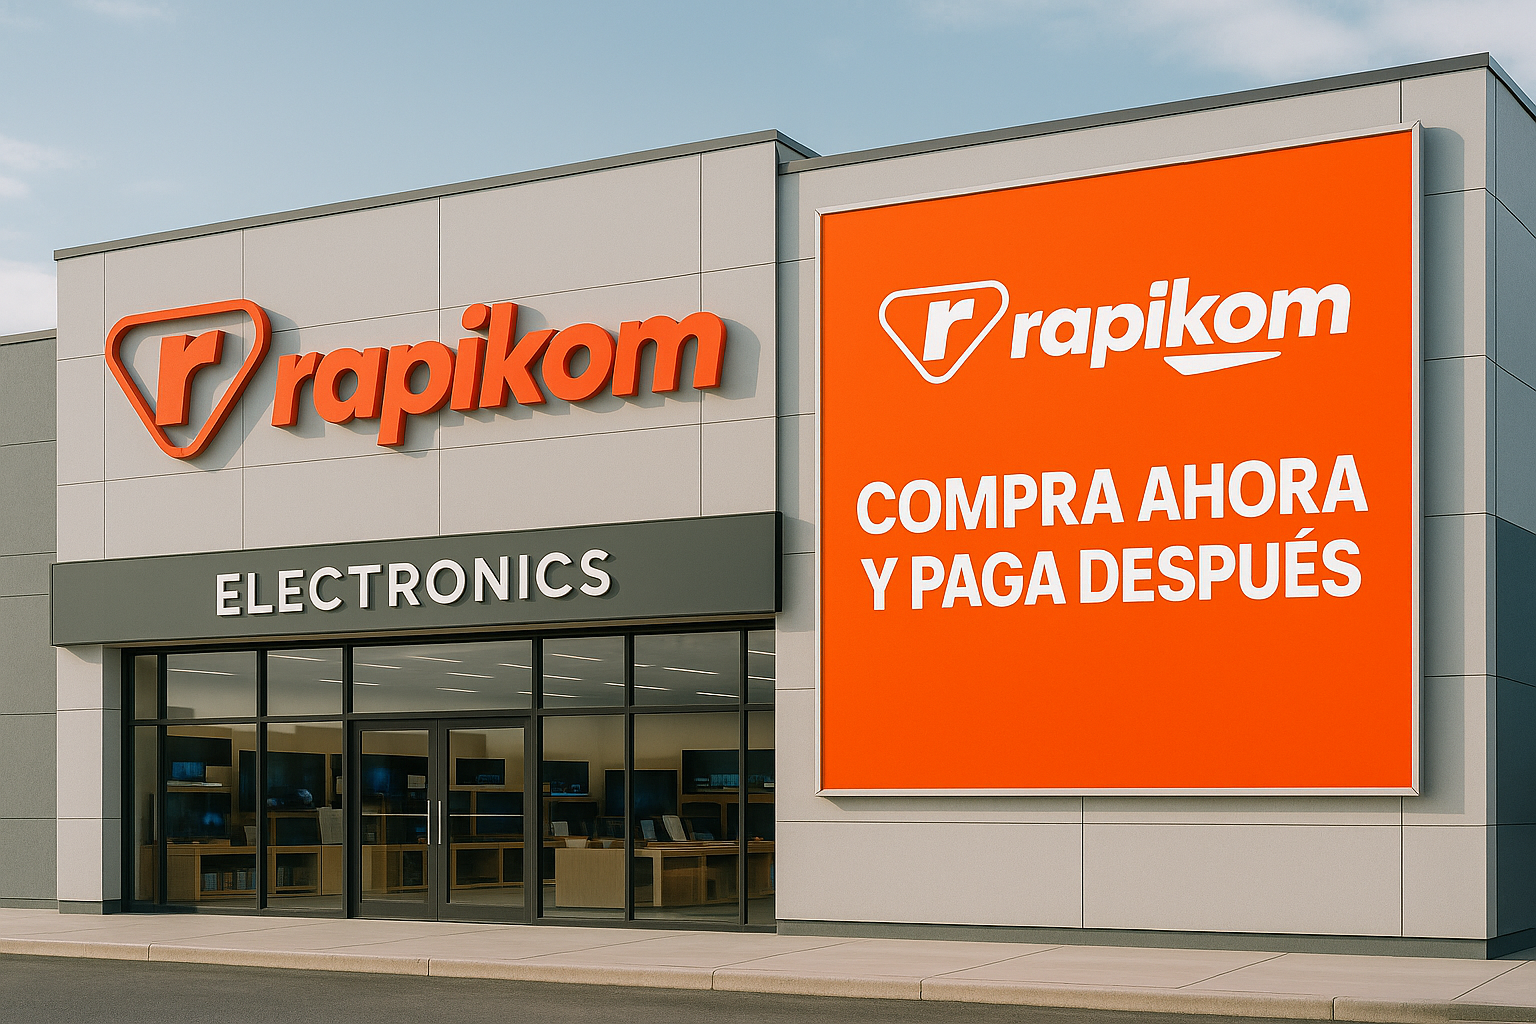 r rapikom
ELECTRONICS
r rapikom
COMPRA AHORA
Y PAGA DESPUÉS